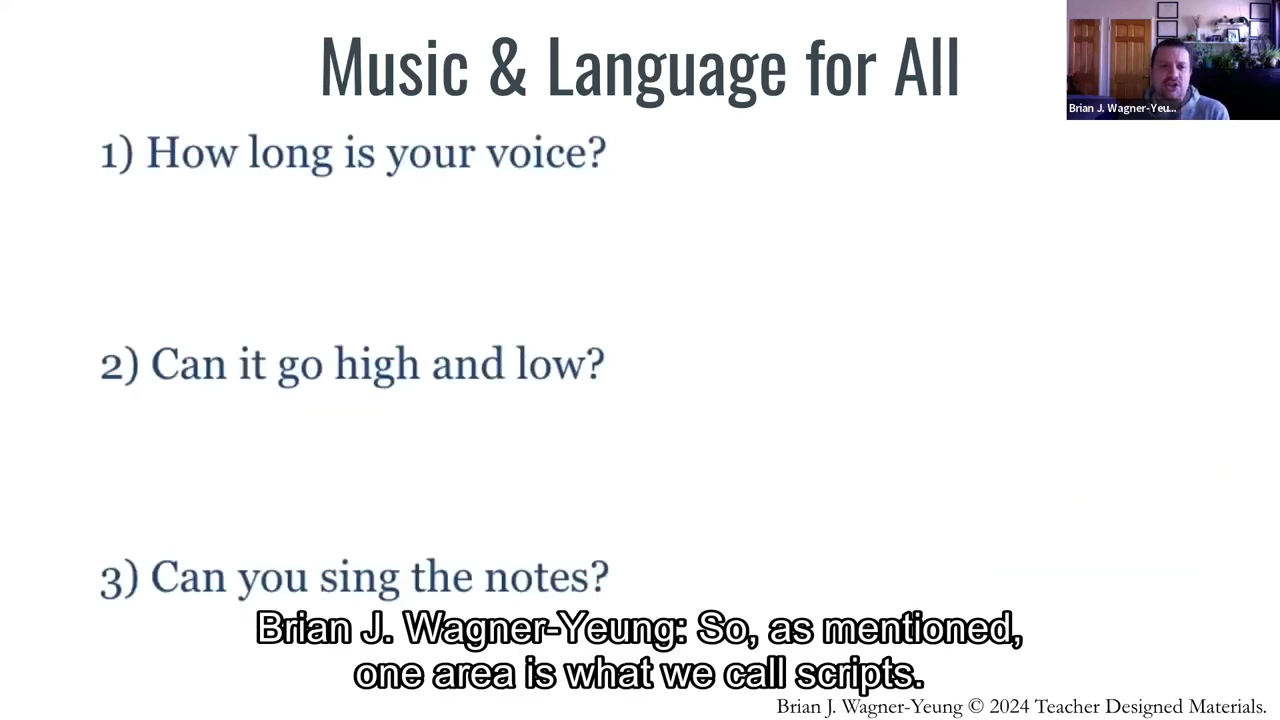 Music & Language for All
Brian J. Wagner-Yeu...
1) How long is your voice?
2) Can it go high and low?
3) Can you sing the notes?
Brian J. Wagner-Yeung: So, as mentioned,
one area is what we call scripts.
Brian J. Wagner-Yeung © 2024 Teacher Designed Materials.